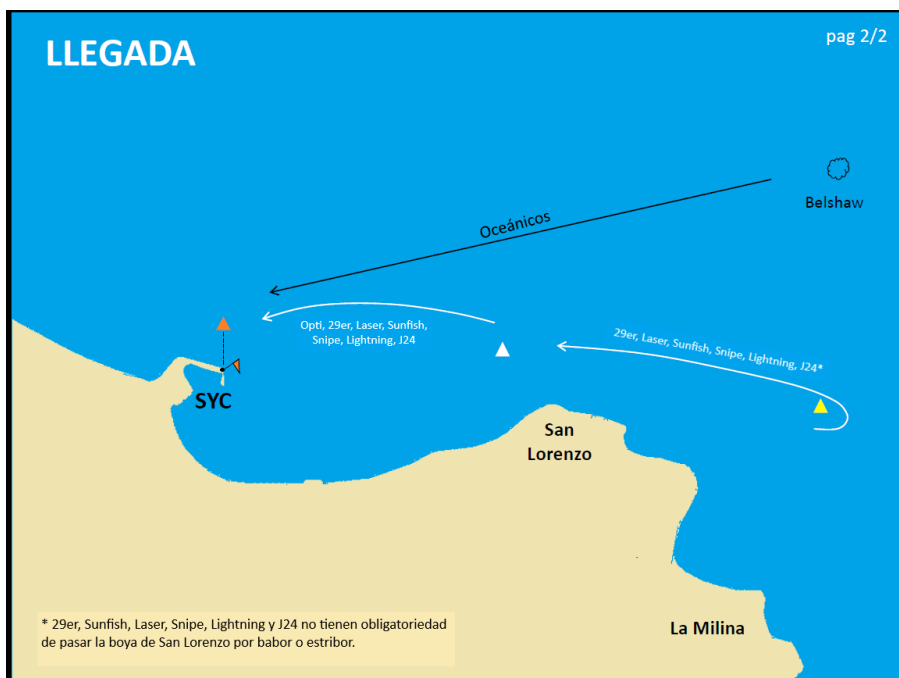 LLEGADA
pag 2/2
Belshaw
Oceánicos
Opti, 29er, Laser, Sunfish,
Snipe, Lightning, J24
29er, Laser, Sunfish, Snipe, Lightning, J24*
SYC
San
Lorenzo
La Milina
* 29er, Sunfish, Laser, Snipe, Lightning y J24 no tienen obligatoriedad
de pasar la boya de San Lorenzo por babor o estribor.